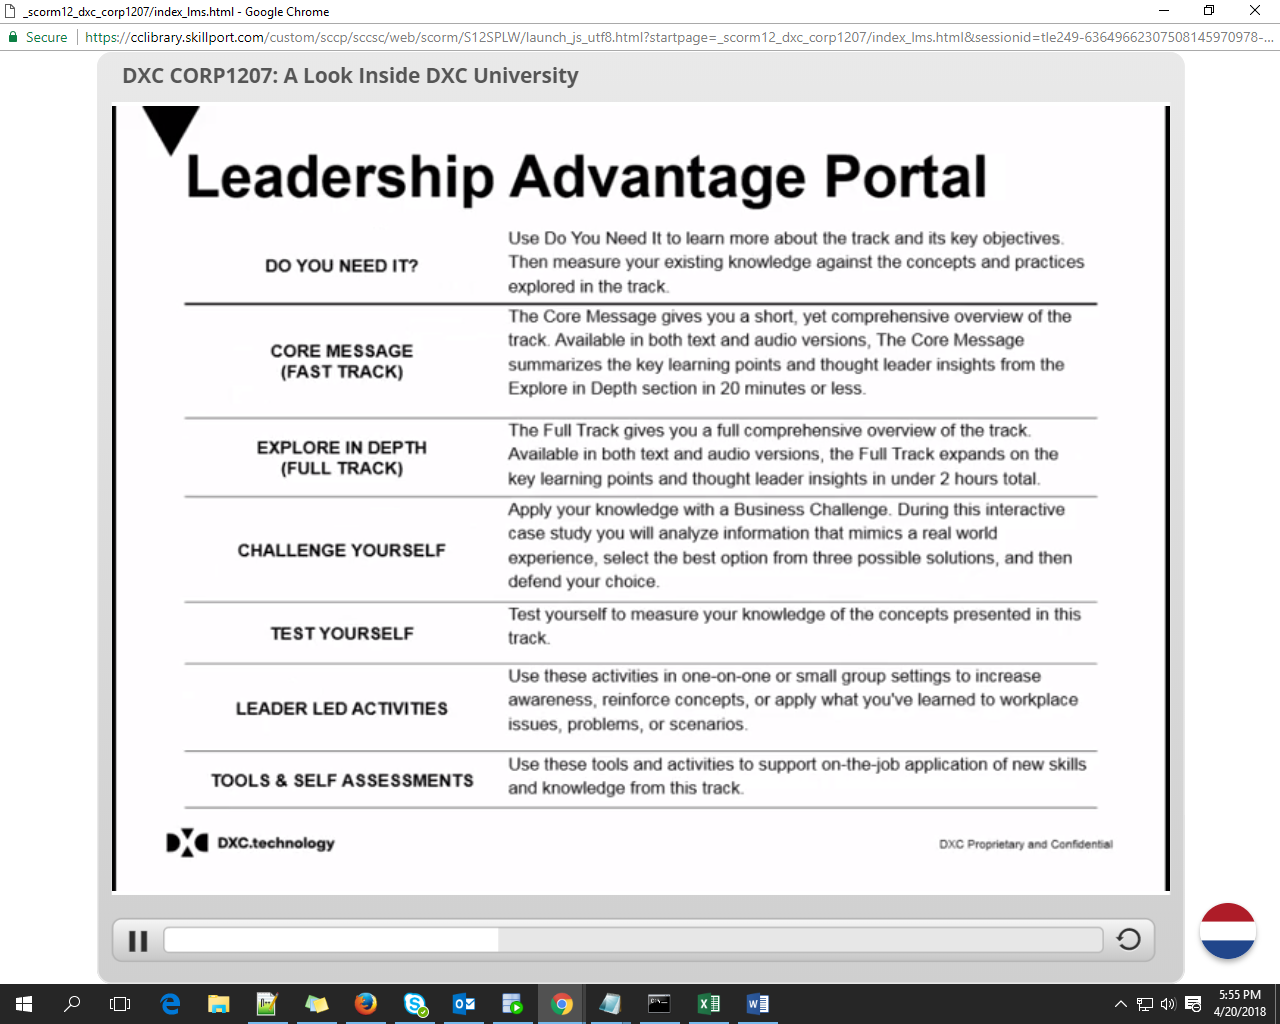 _scorm12_dxc_corp1207/index_lms.html - Google Chrome
Secure https://cclibrary.skillport.com/custom/sccp/sccsc/web/scorm/S12SPLW/launch_js_utf8.html?startpage=_scorm12_dxc_corp1207/index_lms.html&sessionid=tle249-63649662307508145970978-...
DXC CORP1207: A Look Inside DXC University
Leadership Advantage Portal
DO YOU NEED IT?
Use Do You Need It to learn more about the track and its key objectives.
Then measure your existing knowledge against the concepts and practices
explored in the track.
CORE MESSAGE
(FAST TRACK)
The Core Message gives you a short, yet comprehensive overview of the
track. Available in both text and audio versions, The Core Message
summarizes the key learning points and thought leader insights from the
Explore in Depth section in 20 minutes or less.
EXPLORE IN DEPTH
(FULL TRACK)
The Full Track gives you a full comprehensive overview of the track.
Available in both text and audio versions, the Full Track expands on the
key learning points and thought leader insights in under 2 hours total.
CHALLENGE YOURSELF
Apply your knowledge with a Business Challenge. During this interactive
case study you will analyze information that mimics a real world
experience, select the best option from three possible solutions, and then
defend your choice.
TEST YOURSELF
Test yourself to measure your knowledge of the concepts presented in this
track.
LEADER LED ACTIVITIES
Use these activities in one-on-one or small group settings to increase
awareness, reinforce concepts, or apply what you've learned to workplace
issues, problems, or scenarios.
TOOLS & SELF ASSESSMENTS
Use these tools and activities to support on-the-job application of new skills
and knowledge from this track.
DXC.technology
DXC Proprietary and Confidential
5:55 PM
4/20/2018